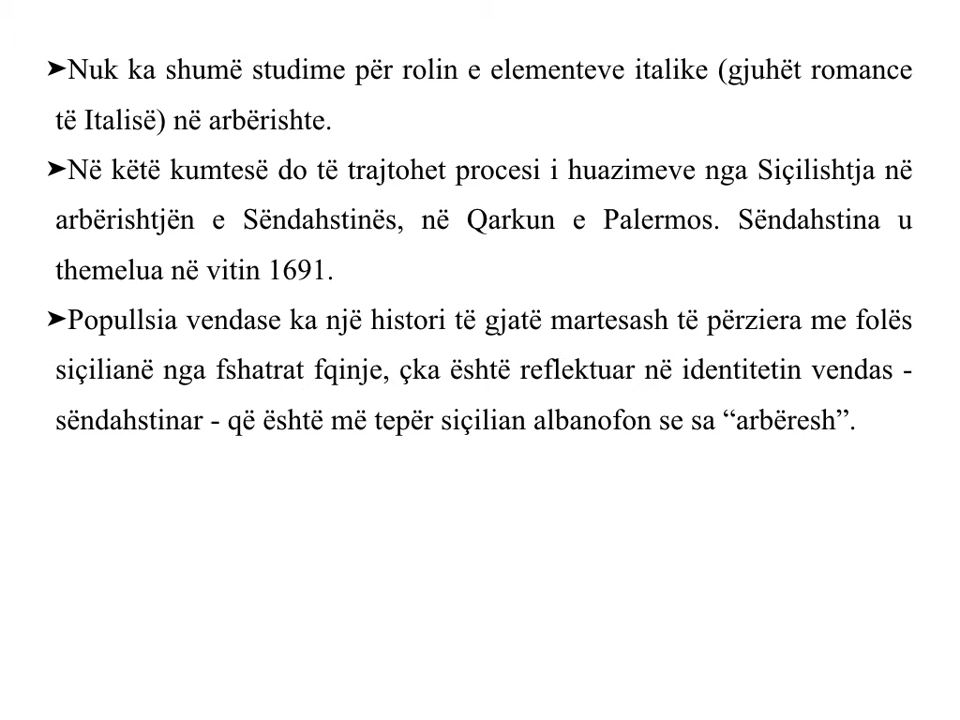 ➤Nuk ka shumë studime për rolin e elementeve italike (gjuhët romance
të Italisë) në arbërishte.
➤Në këtë kumtesë do të trajtohet procesi i huazimeve nga Siçilishtja në
arbërishtjën e Sëndahstinës, në Qarkun e Palermos. Sëndahstina u
themelua në vitin 1691.
➤Popullsia vendase ka një histori të gjatë martesash të përziera me folës
siçilianë nga fshatrat fqinje, çka është reflektuar në identitetin vendas -
sëndahstinar - që është më tepër siçilian albanofon se sa “arbëresh”.